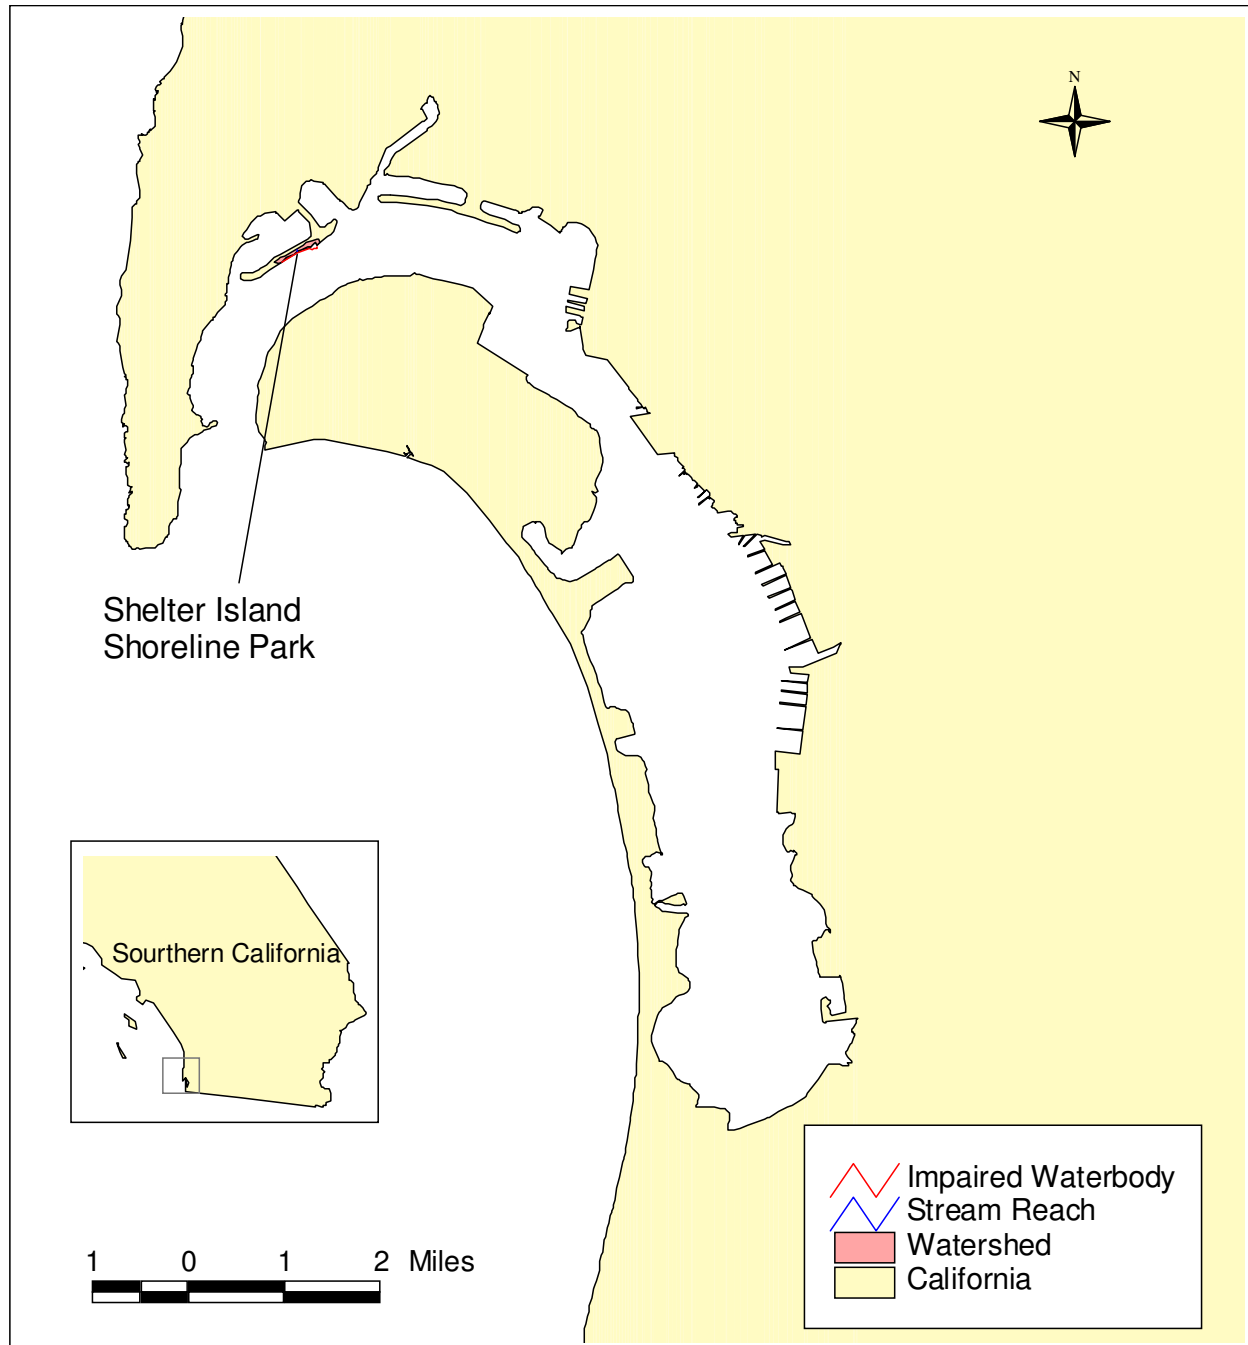 N
Shelter Island
Shoreline Park
Sourthern California
Impaired Waterbody
Stream Reach
Watershed
California
1 0 1 2 Miles